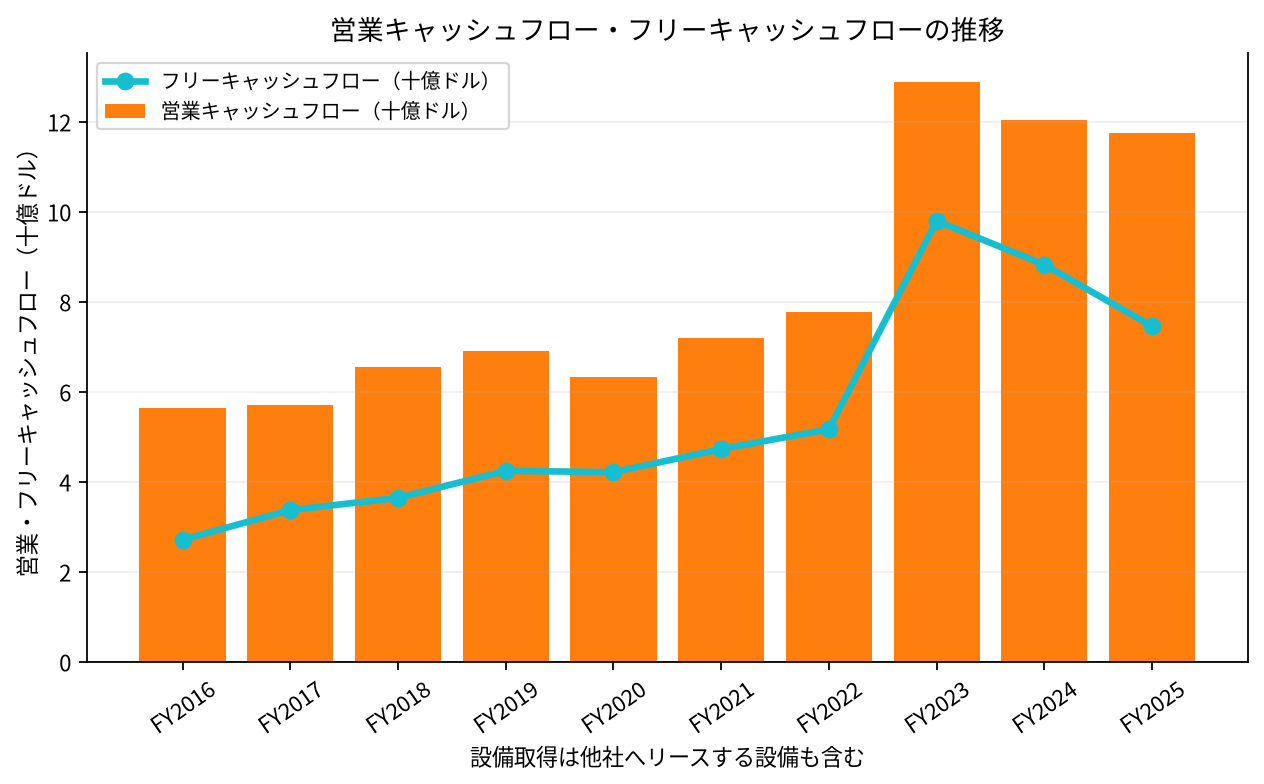 営業キャッシュフロー・フリーキャッシュフローの推移
フリーキャッシュフロー（十億ドル）
営業キャッシュフロー（十億ドル）
営業・フリーキャッシュフロー（十億ドル）
12
10
8
6
4
2
0
FY2016
FY2017
FY2018
FY2019
FY2020
FY2021
FY2022
FY2023
FY2024
FY2025
設備取得は他社へリースする設備も含む